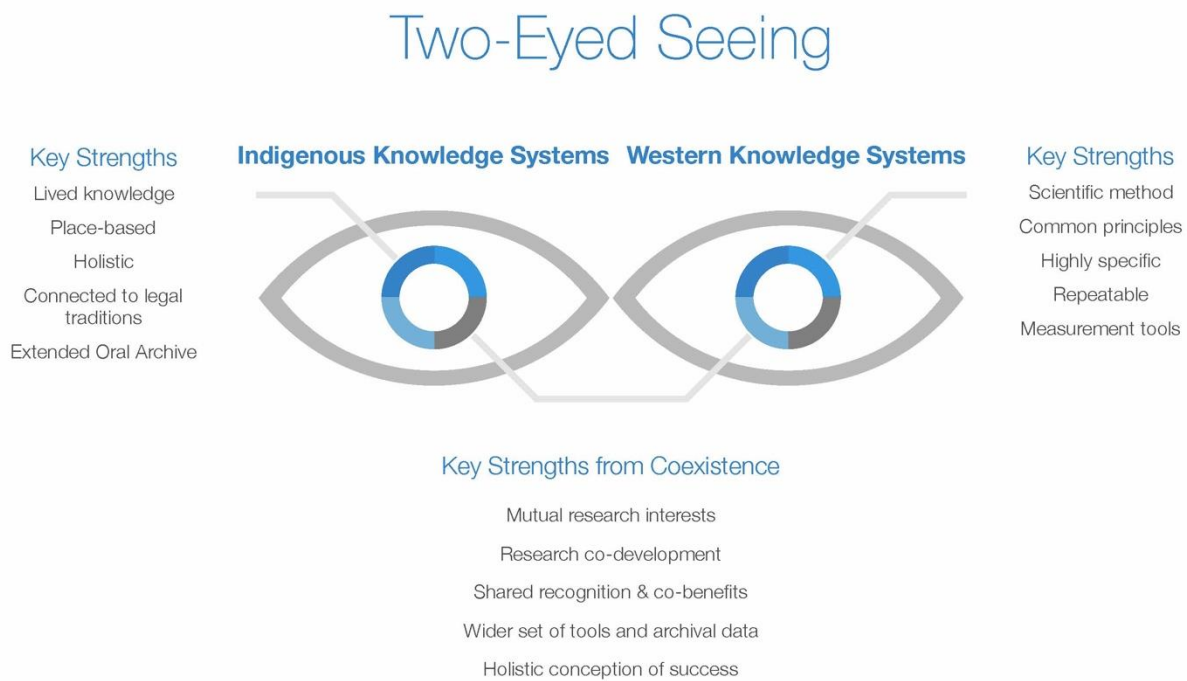 Two-Eyed Seeing
Key Strengths
Lived knowledge
Place-based
Holistic
Connected to legal
traditions
Extended Oral Archive
Indigenous Knowledge Systems
Western Knowledge Systems
Key Strengths
Scientific method
Common principles
Highly specific
Repeatable
Measurement tools
Key Strengths from Coexistence
Mutual research interests
Research co-development
Shared recognition & co-benefits
Wider set of tools and archival data
Holistic conception of success